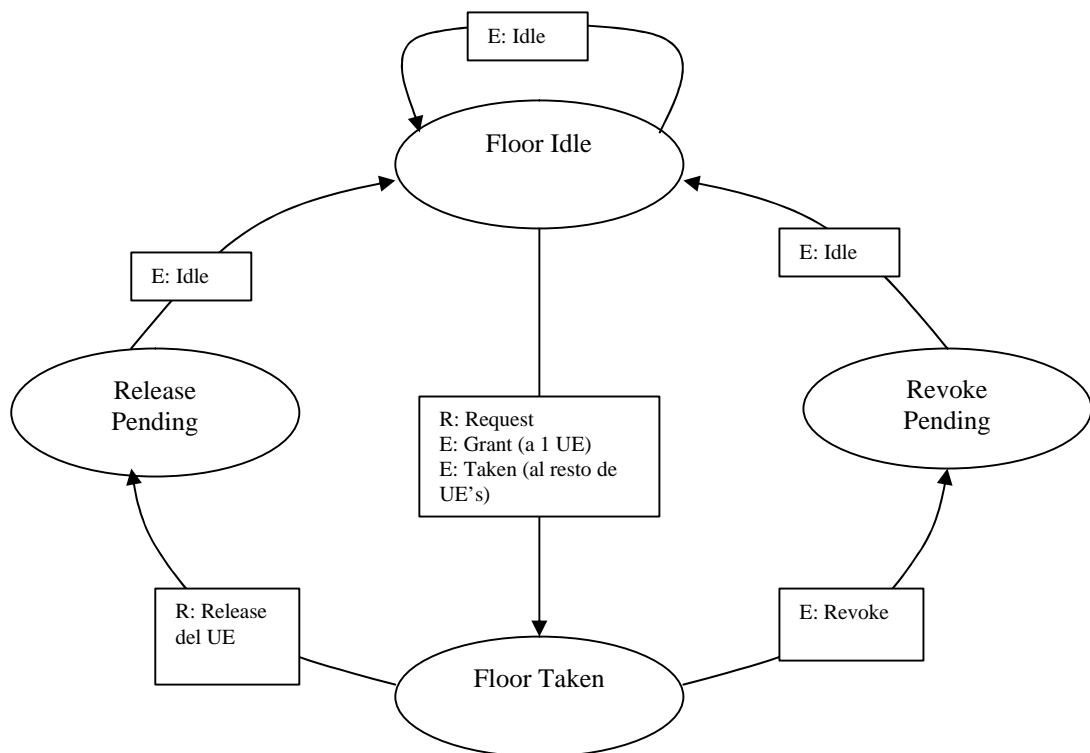 E: Idle
Floor Idle
E: Idle
E: Idle
Release
Pending
R: Request
E: Grant (a 1 UE)
E: Taken (al resto de
UE’s)
Revoke
Pending
R: Release
del UE
E: Revoke
Floor Taken